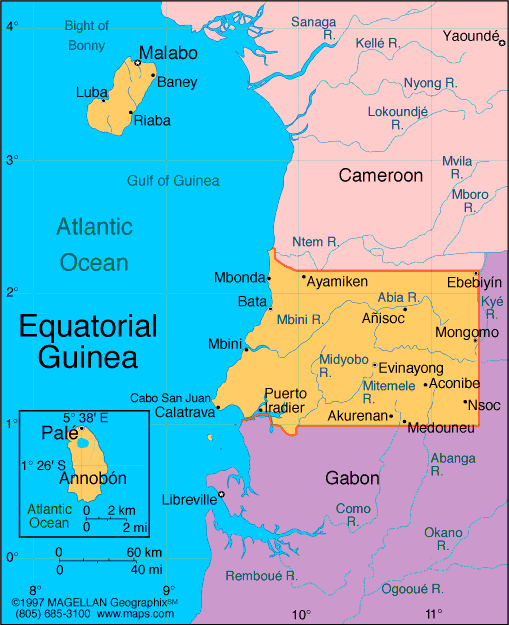 4°
Bight of
Bonny
Sanaga
R.
Kellé R.
Yaoundé
Malabo
Baney
Luba
Riaba
Nyong R.
Lokoundjé
R.
3°
Gulf of Guinea
Cameroon
Mvila
R.
Mboro
R.
Atlantic
Ocean
Ntem R.
Mbonda
Ayamiken
Ebebiyín
2°
Bata
Mbini R.
Abia R.
Añisoc
Kyé
R.
Equatorial
Guinea
Mbini
Mongomo
Midyobo
R.
Evinayong
Mitemele
R.
Aconibe
Cabo San Juan
Calatrava
Puerto
Iradier
Akurenan
Nsoc
1°
Medouneu
5° 38' E
Palé
1° 26' S
Annobón
Atlantic
Ocean
0 2 km
0 2 mi
Abanga
R.
Gabon
Libreville
Como
R.
Okano
R.
0°
0 60 km
0 40 mi
Remboué R.
Ogooué R.
8°
9°
10°
11°
©1997 MAGELLAN Geographix℠
(805) 685-3100 www.maps.com